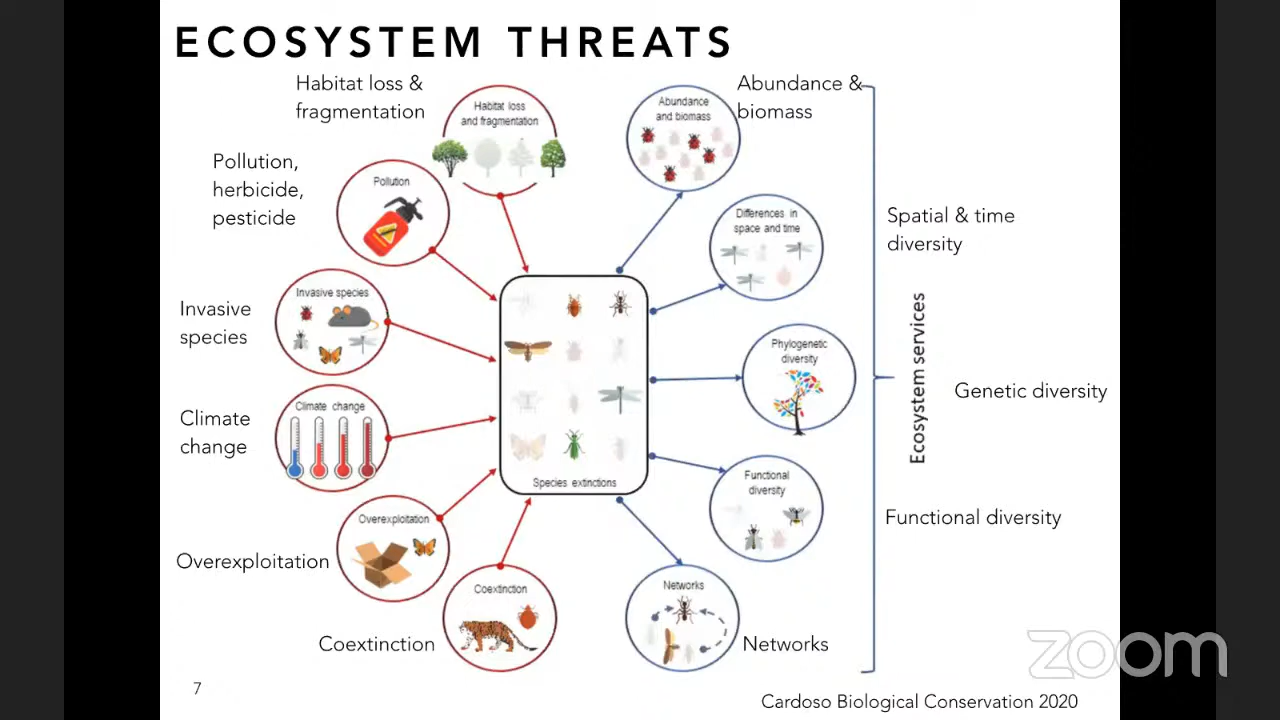 ECOSYSTEM THREATS
Habitat loss &
fragmentation
Habitat loss
and fragmentation
Pollution,
herbicide,
pesticide
Pollution
Invasive
species
Invasive species
Climate
change
Climate change
Overexploitation
Overexploitation
Coextinction
Coextinction
Species extinctions
Abundance
and biomass
Abundance &
biomass
Differences in
space and time
Spatial & time
diversity
Phylogenetic
diversity
Genetic diversity
Functional
diversity
Functional diversity
Networks
Networks
Ecosystem services
7
Cardoso Biological Conservation 2020
zoom